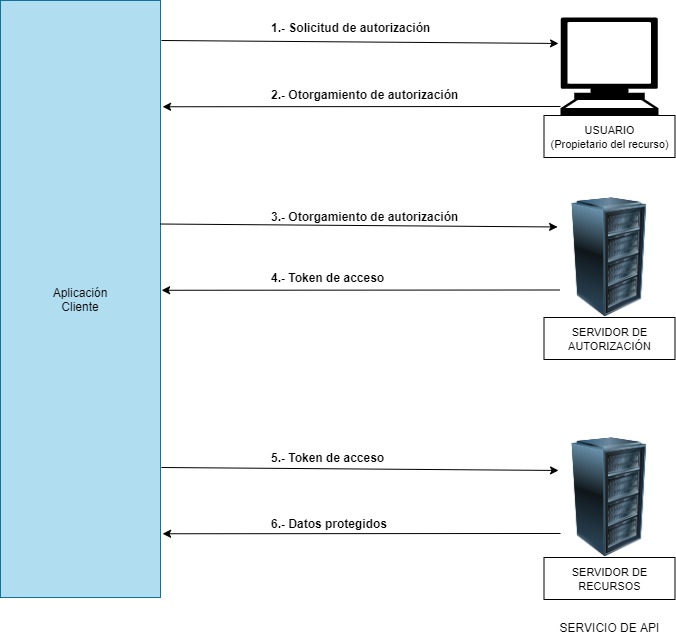 1.- Solicitud de autorización
2.- Otorgamiento de autorización
USUARIO
(Propietario del recurso)
3.- Otorgamiento de autorización
4.- Token de acceso
Aplicación
Cliente
SERVIDOR DE
AUTORIZACIÓN
5.- Token de acceso
6.- Datos protegidos
SERVIDOR DE
RECURSOS
SERVICIO DE API